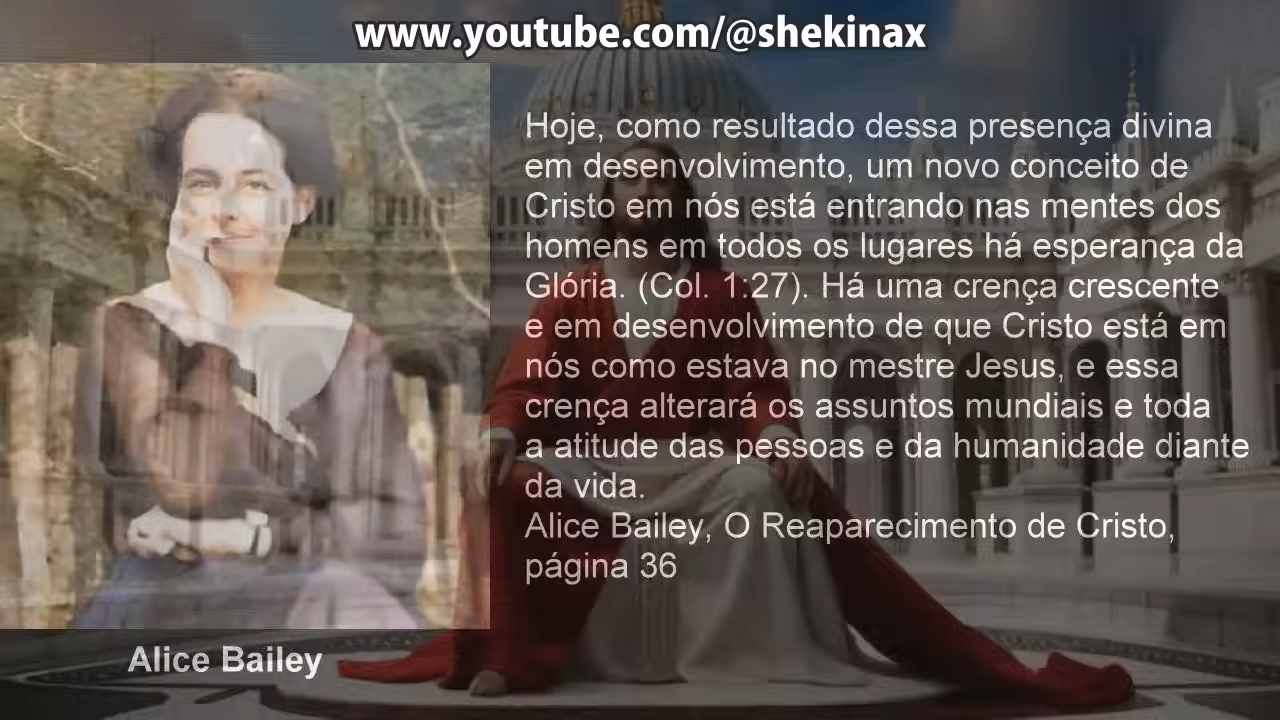 www.youtube.com/@shekinax
Hoje, como resultado dessa presença divina
em desenvolvimento, um novo conceito de
Cristo em nós está entrando nas mentes dos
homens em todos os lugares há esperança da
Glória. (Col. 1:27). Há uma crença crescente
e em desenvolvimento de que Cristo está em
nós como estava no mestre Jesus, e essa
crença alterará os assuntos mundiais e toda
a atitude das pessoas e da humanidade diante
da vida.
Alice Bailey, O Reaparecimento de Cristo,
página 36
Alice Bailey